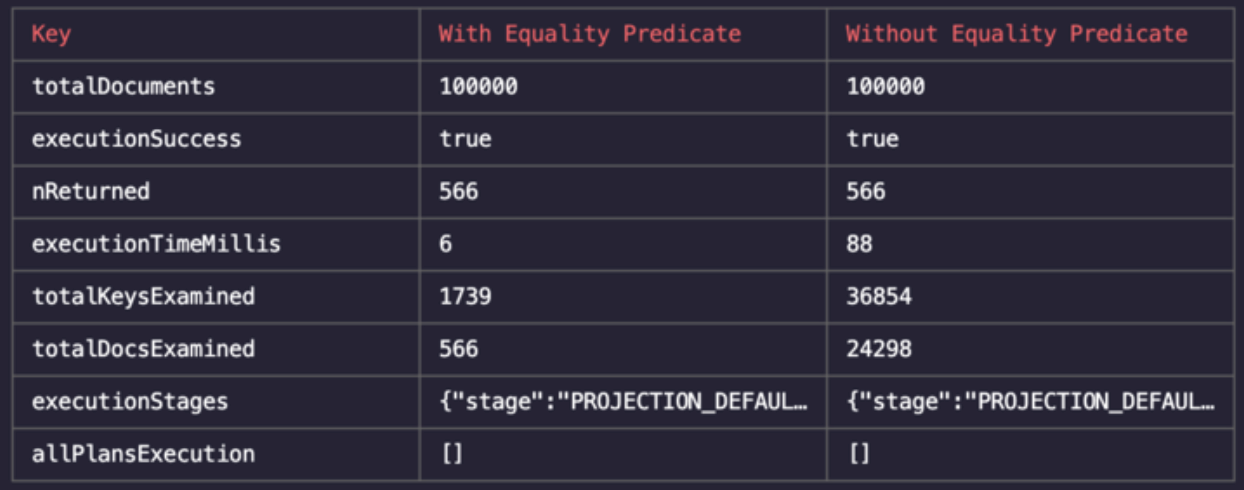 Key With Equality Predicate Without Equality Predicate
totalDocuments 100000 100000
executionSuccess true true
nReturned 566 566
executionTimeMillis 6 88
totalKeysExamined 1739 36854
totalDocsExamined 566 24298
executionStages {"stage":"PROJECTION_DEFAUL… {"stage":"PROJECTION_DEFAUL…
allPlansExecution [] []